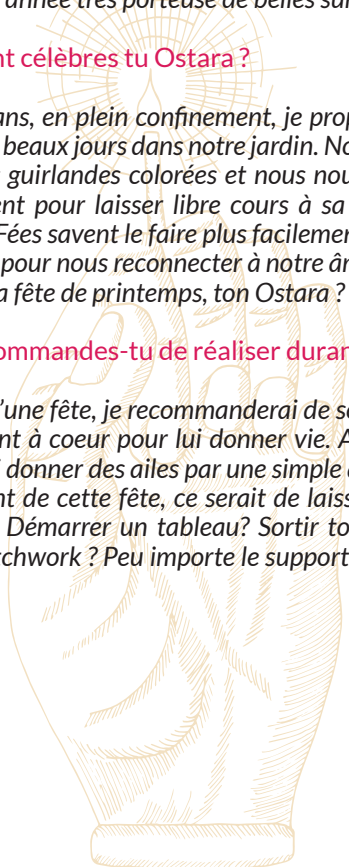 année très porteuse de belles sur
nt célèbres tu Ostara ?
ans, en plein confinement, je prop
beaux jours dans notre jardin. No
guirlandes colorées et nous nou
ent pour laisser libre cours à sa
Fées savent le faire plus facilemer
pour nous reconnecter à notre âr
a fête de printemps, ton Ostara ?
ommandes-tu de réaliser duran
'une fête, je recommanderai de se
nt à coeur pour lui donner vie. A
i donner des ailes par une simple
nt de cette fête, ce serait de laiss
Démarrer un tableau? Sortir to
tchwork ? Peu importe le support